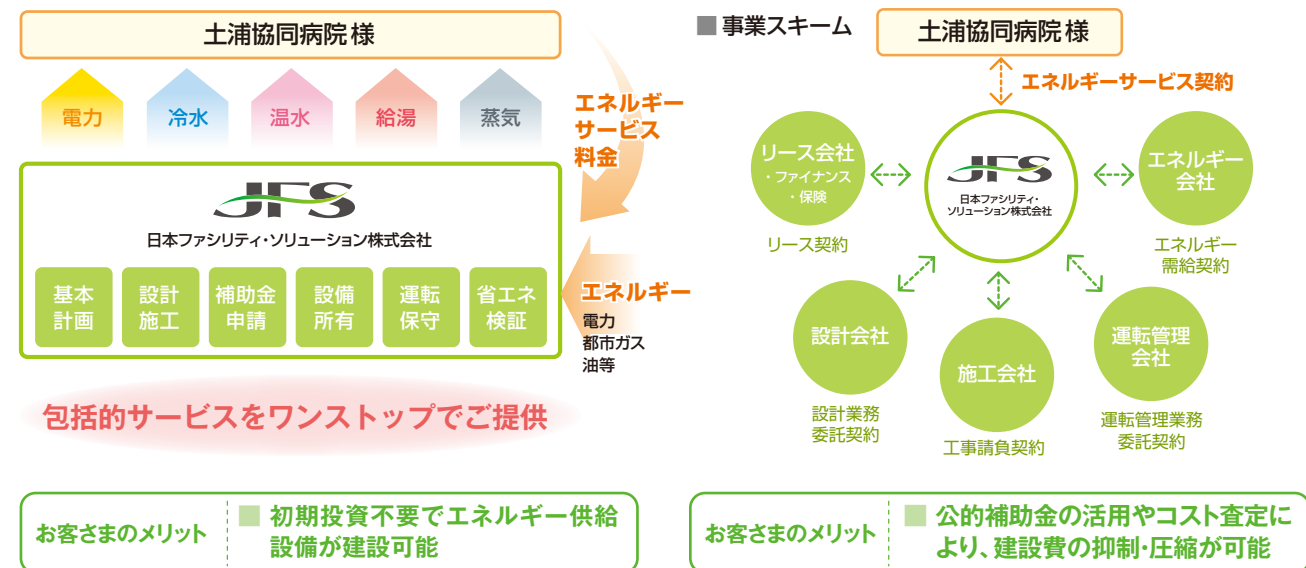 土浦協同病院 様
電力
冷水
温水
給湯
蒸気
エネルギー
サービス
料金
JFS
日本ファシリティ・ソリューション株式会社
基本
計画
設計
施工
補助金
申請
設備
所有
運転
保守
省エネ
検証
エネルギー
電力
都市ガス
油等
包括的サービスをワンストップでご提供
お客さまのメリット
■ 初期投資不要でエネルギー供給
設備が建設可能
■ 事業スキーム
土浦協同病院 様
エネルギーサービス契約
リース会社
・ファイナンス
・保険
リース契約
JFS
日本ファシリティ・
ソリューション株式会社
エネルギー
会社
エネルギー
需給契約
設計会社
設計業務
委託契約
施工会社
工事請負契約
運転管理
会社
運転管理業務
委託契約
お客さまのメリット
■ 公的補助金の活用やコスト査定に
より、建設費の抑制・圧縮が可能